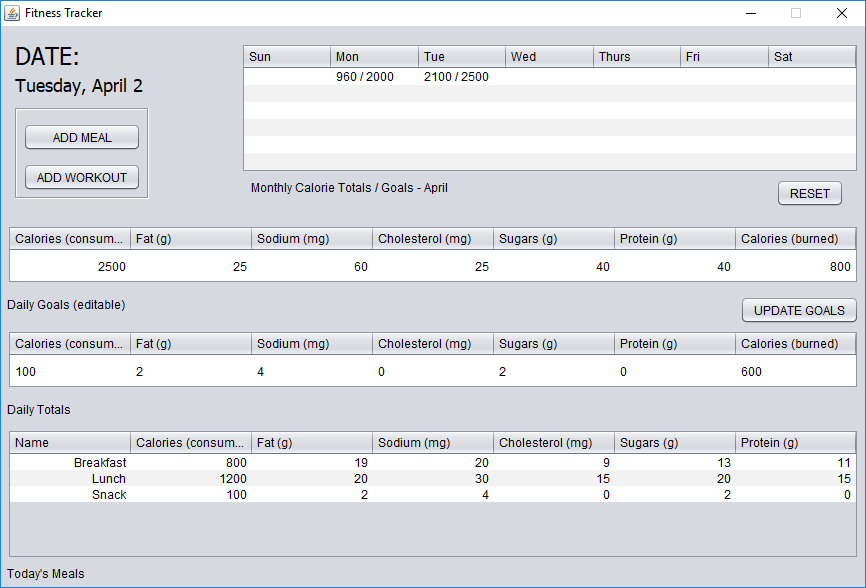 Fitness Tracker
DATE:
Tuesday, April 2
ADD MEAL
ADD WORKOUT
Sun Mon Tue Wed Thurs Fri Sat
960 / 2000 2100 / 2500
Monthly Calorie Totals / Goals - April
RESET
Calories (consum... Fat (g) Sodium (mg) Cholesterol (mg) Sugars (g) Protein (g) Calories (burned)
2500 25 60 25 40 40 800
Daily Goals (editable)
UPDATE GOALS
Calories (consum... Fat (g) Sodium (mg) Cholesterol (mg) Sugars (g) Protein (g) Calories (burned)
100 2 4 0 2 0 600
Daily Totals
Name Calories (consum... Fat (g) Sodium (mg) Cholesterol (mg) Sugars (g) Protein (g)
Breakfast 800 19 20 9 13 11
Lunch 1200 20 30 15 20 15
Snack 100 2 4 0 2 0
Today's Meals